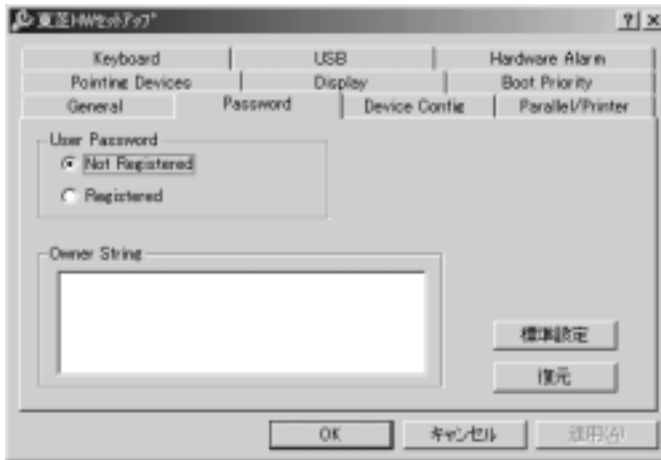 東芝HWセットアップ
Keyboard USB Hardware Alarm
Pointing Devices Display Boot Priority
General Password Device Config Parallel/Printer
User Password
Not Registered
Registered
Owner String
標準設定
復元
OK キャンセル 適用(A)